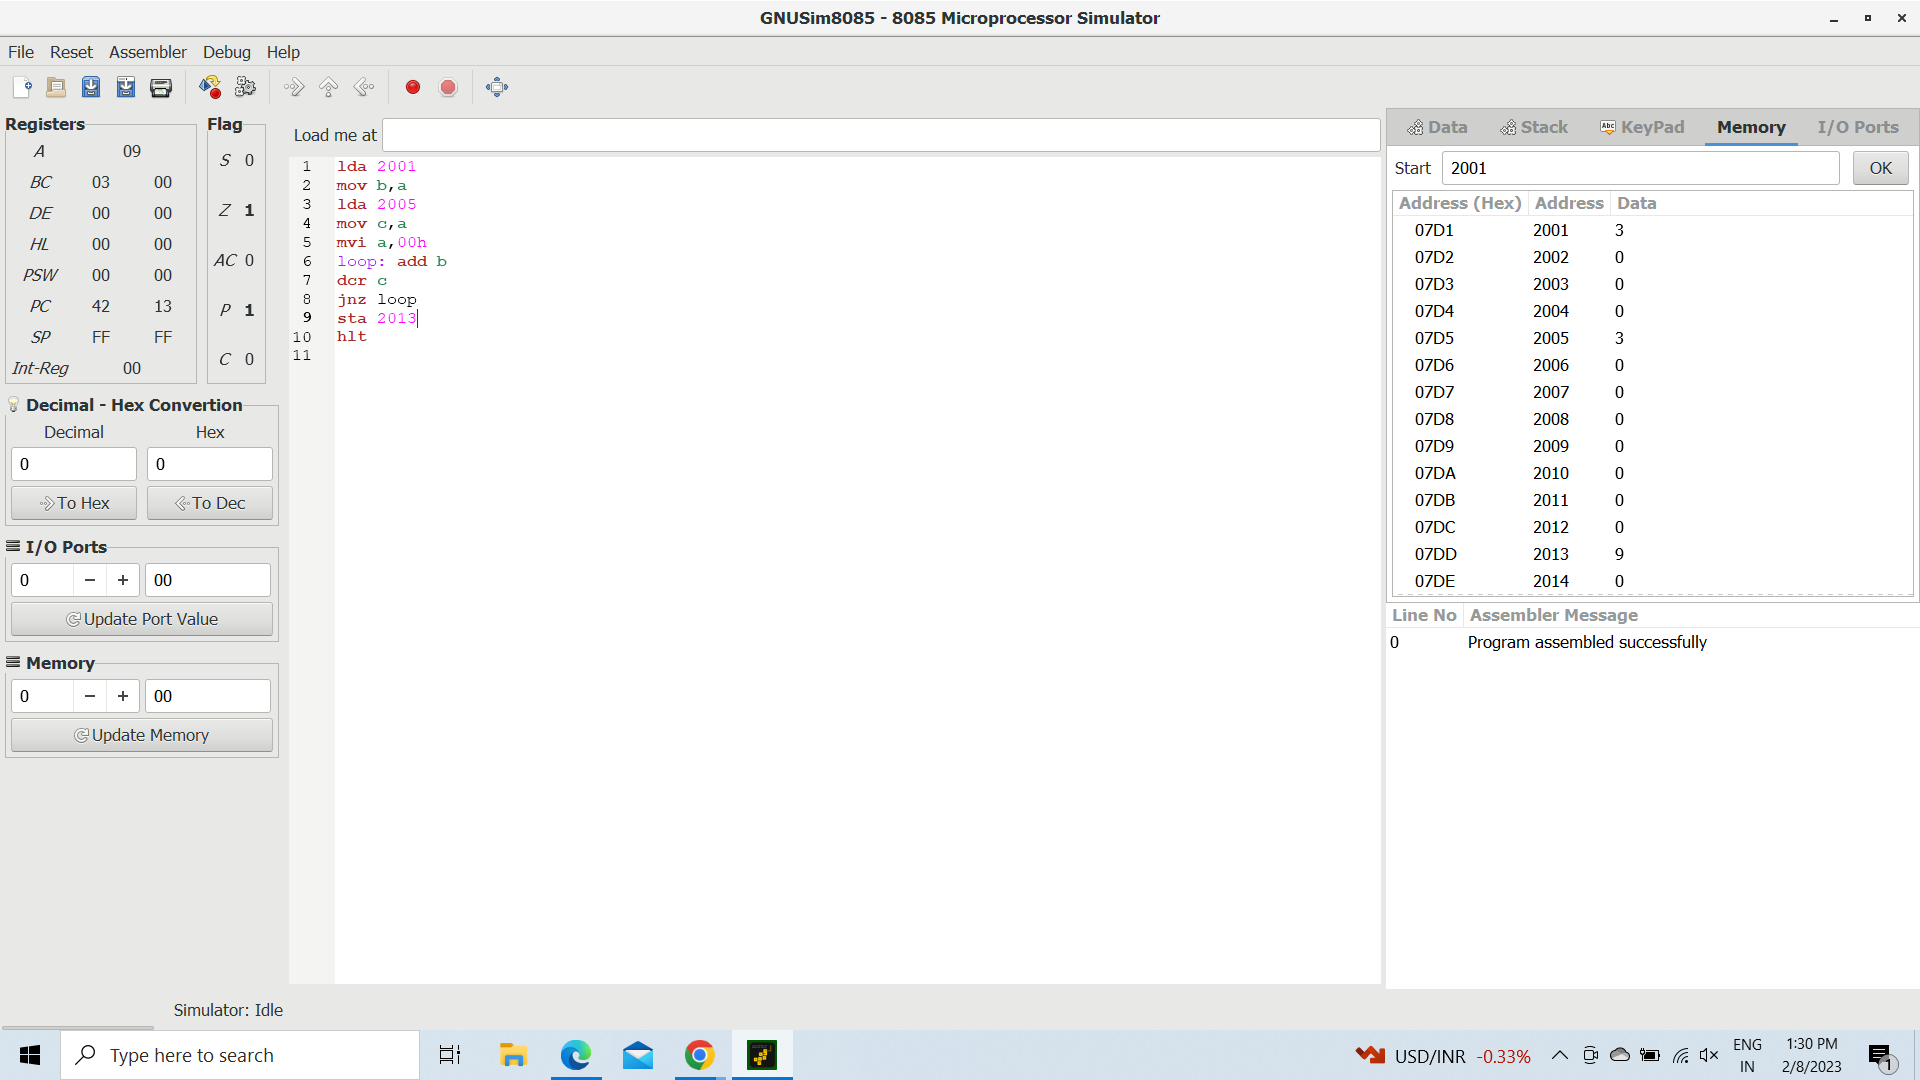 GNUSim8085 - 8085 Microprocessor Simulator
File Reset Assembler Debug Help
Registers
A 09
BC 03 00
DE 00 00
HL 00 00
PSW 00 00
PC 42 13
SP FF FF
Int-Reg 00
Flag
S 0
Z 1
AC 0
P 1
C 0
Decimal - Hex Convertion
Decimal Hex
0 0
To Hex To Dec
I/O Ports
0 − + 00
Update Port Value
Memory
0 − + 00
Update Memory
Load me at
1 lda 2001
2 mov b,a
3 lda 2005
4 mov c,a
5 mvi a,00h
6 loop: add b
7 dcr c
8 jnz loop
9 sta 2013
10 hlt
11
Data Stack Abc KeyPad Memory I/O Ports
Start 2001 OK
Address (Hex) Address Data
07D1 2001 3
07D2 2002 0
07D3 2003 0
07D4 2004 0
07D5 2005 3
07D6 2006 0
07D7 2007 0
07D8 2008 0
07D9 2009 0
07DA 2010 0
07DB 2011 0
07DC 2012 0
07DD 2013 9
07DE 2014 0
Line No Assembler Message
0 Program assembled successfully
Simulator: Idle
Type here to search
USD/INR -0.33%
ENG
IN
1:30 PM
2/8/2023
1